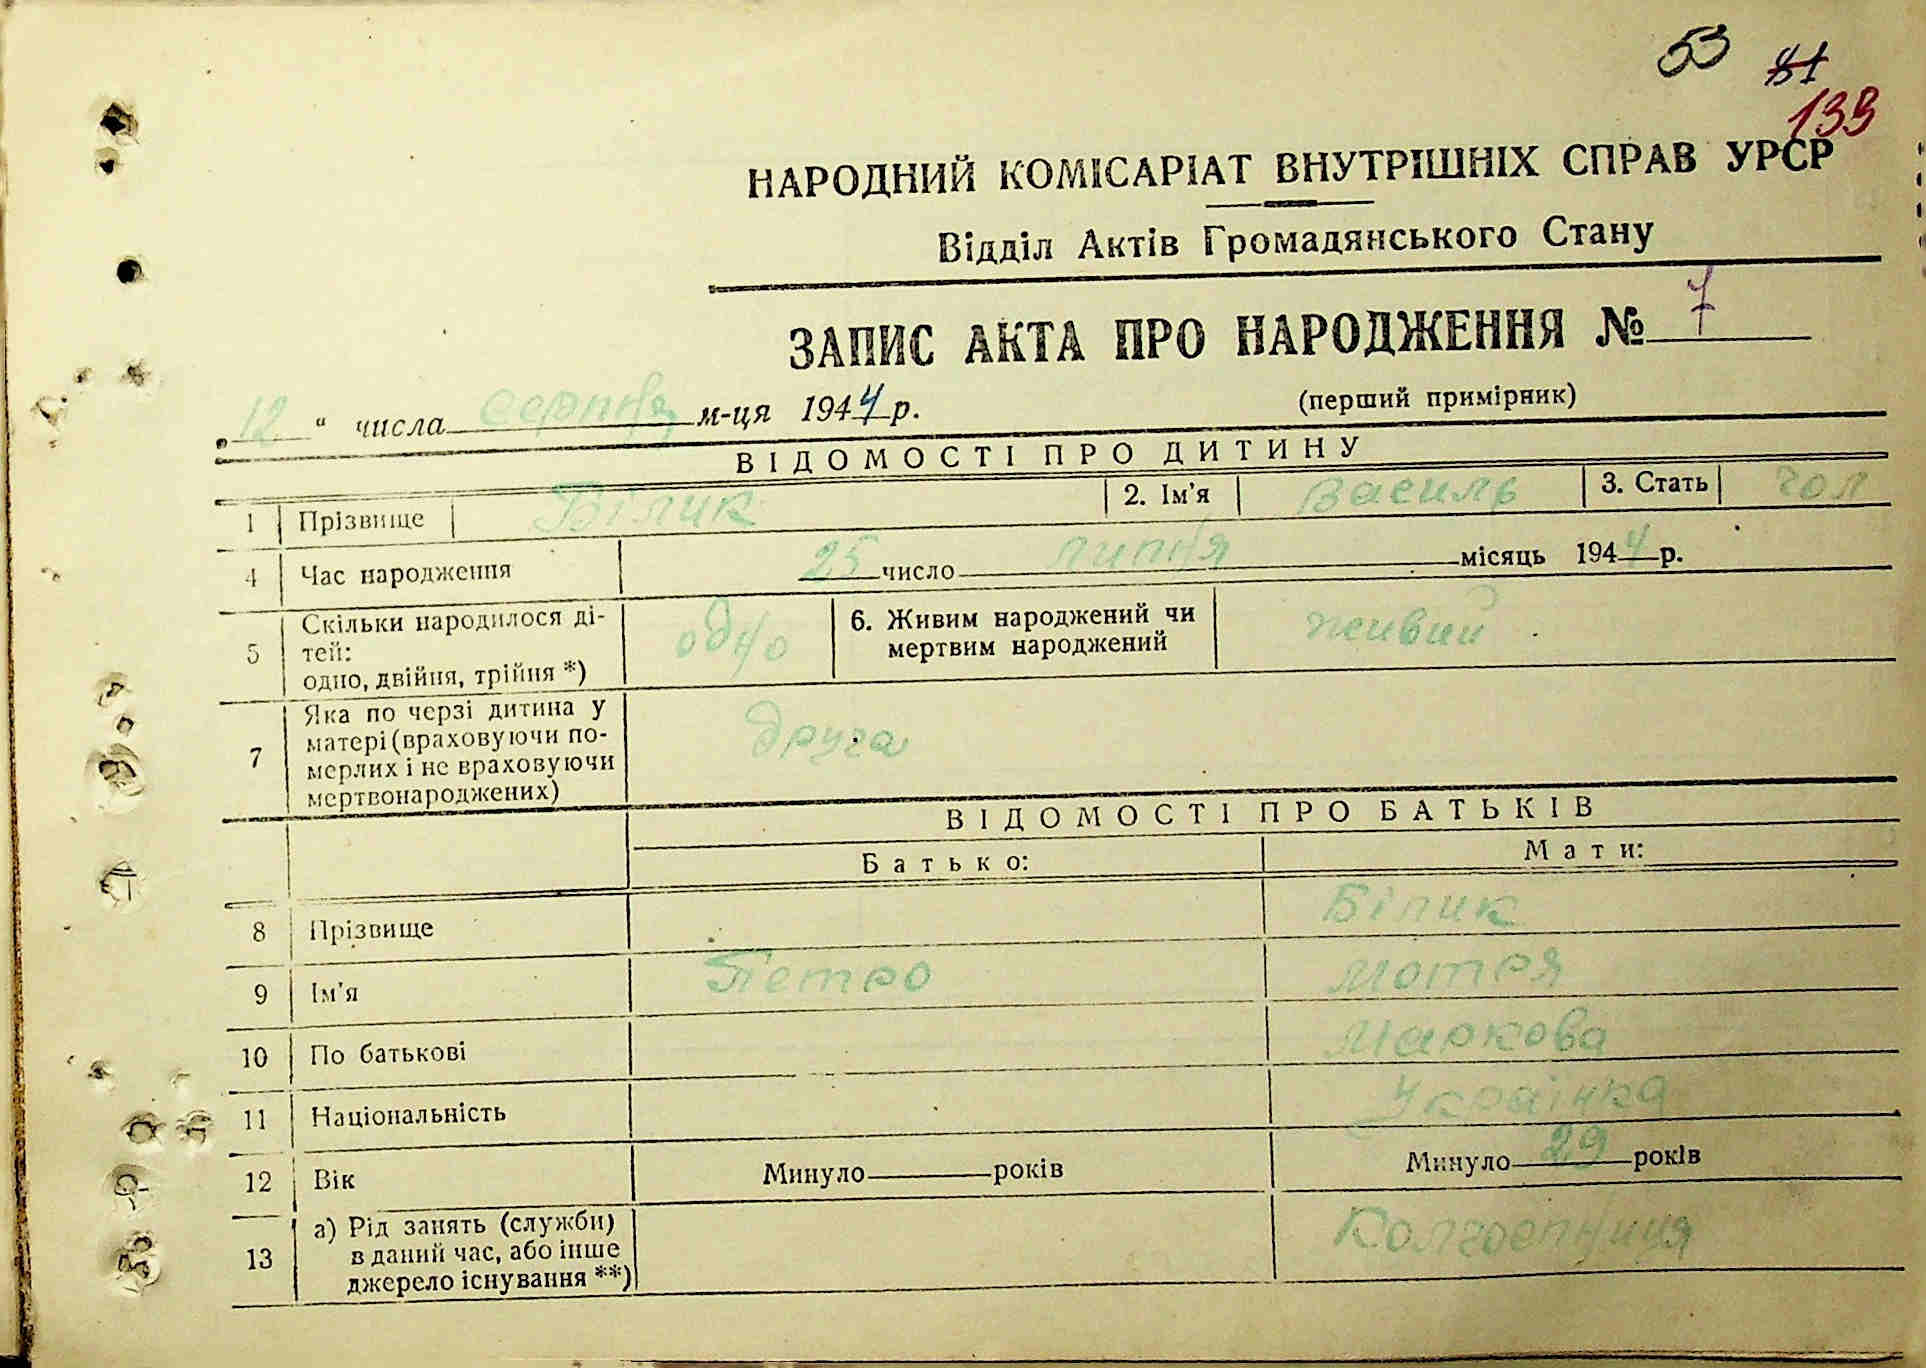 53 81
133
НАРОДНИЙ КОМІСАРІАТ ВНУТРІШНІХ СПРАВ УРСР
Відділ Актів Громадянського Стану
ЗАПИС АКТА ПРО НАРОДЖЕННЯ № 7
„12“ числа серпня м-ця 1944 р.
(перший примірник)
ВІДОМОСТІ ПРО ДИТИНУ
1 Прізвище Білик 2. Ім'я Василь 3. Стать чол
4 Час народження 25 число липня місяць 1944 р.
5 Скільки народилося ді-
тей:
одно, двійня, трійня *)
одно
6. Живим народжений чи
мертвим народжений
живий
7 Яка по черзі дитина у
матері (враховуючи по-
мерлих і не враховуючи
мертвонароджених)
друга
ВІДОМОСТІ ПРО БАТЬКІВ
Батько: Мати:
8 Прізвище Білик
9 Ім'я Петро Мотря
10 По батькові Маркова
11 Національність Українка
12 Вік Минуло років Минуло 29 років
13 а) Рід занять (служби)
в даний час, або інше
джерело існування **)
Колгоспниця